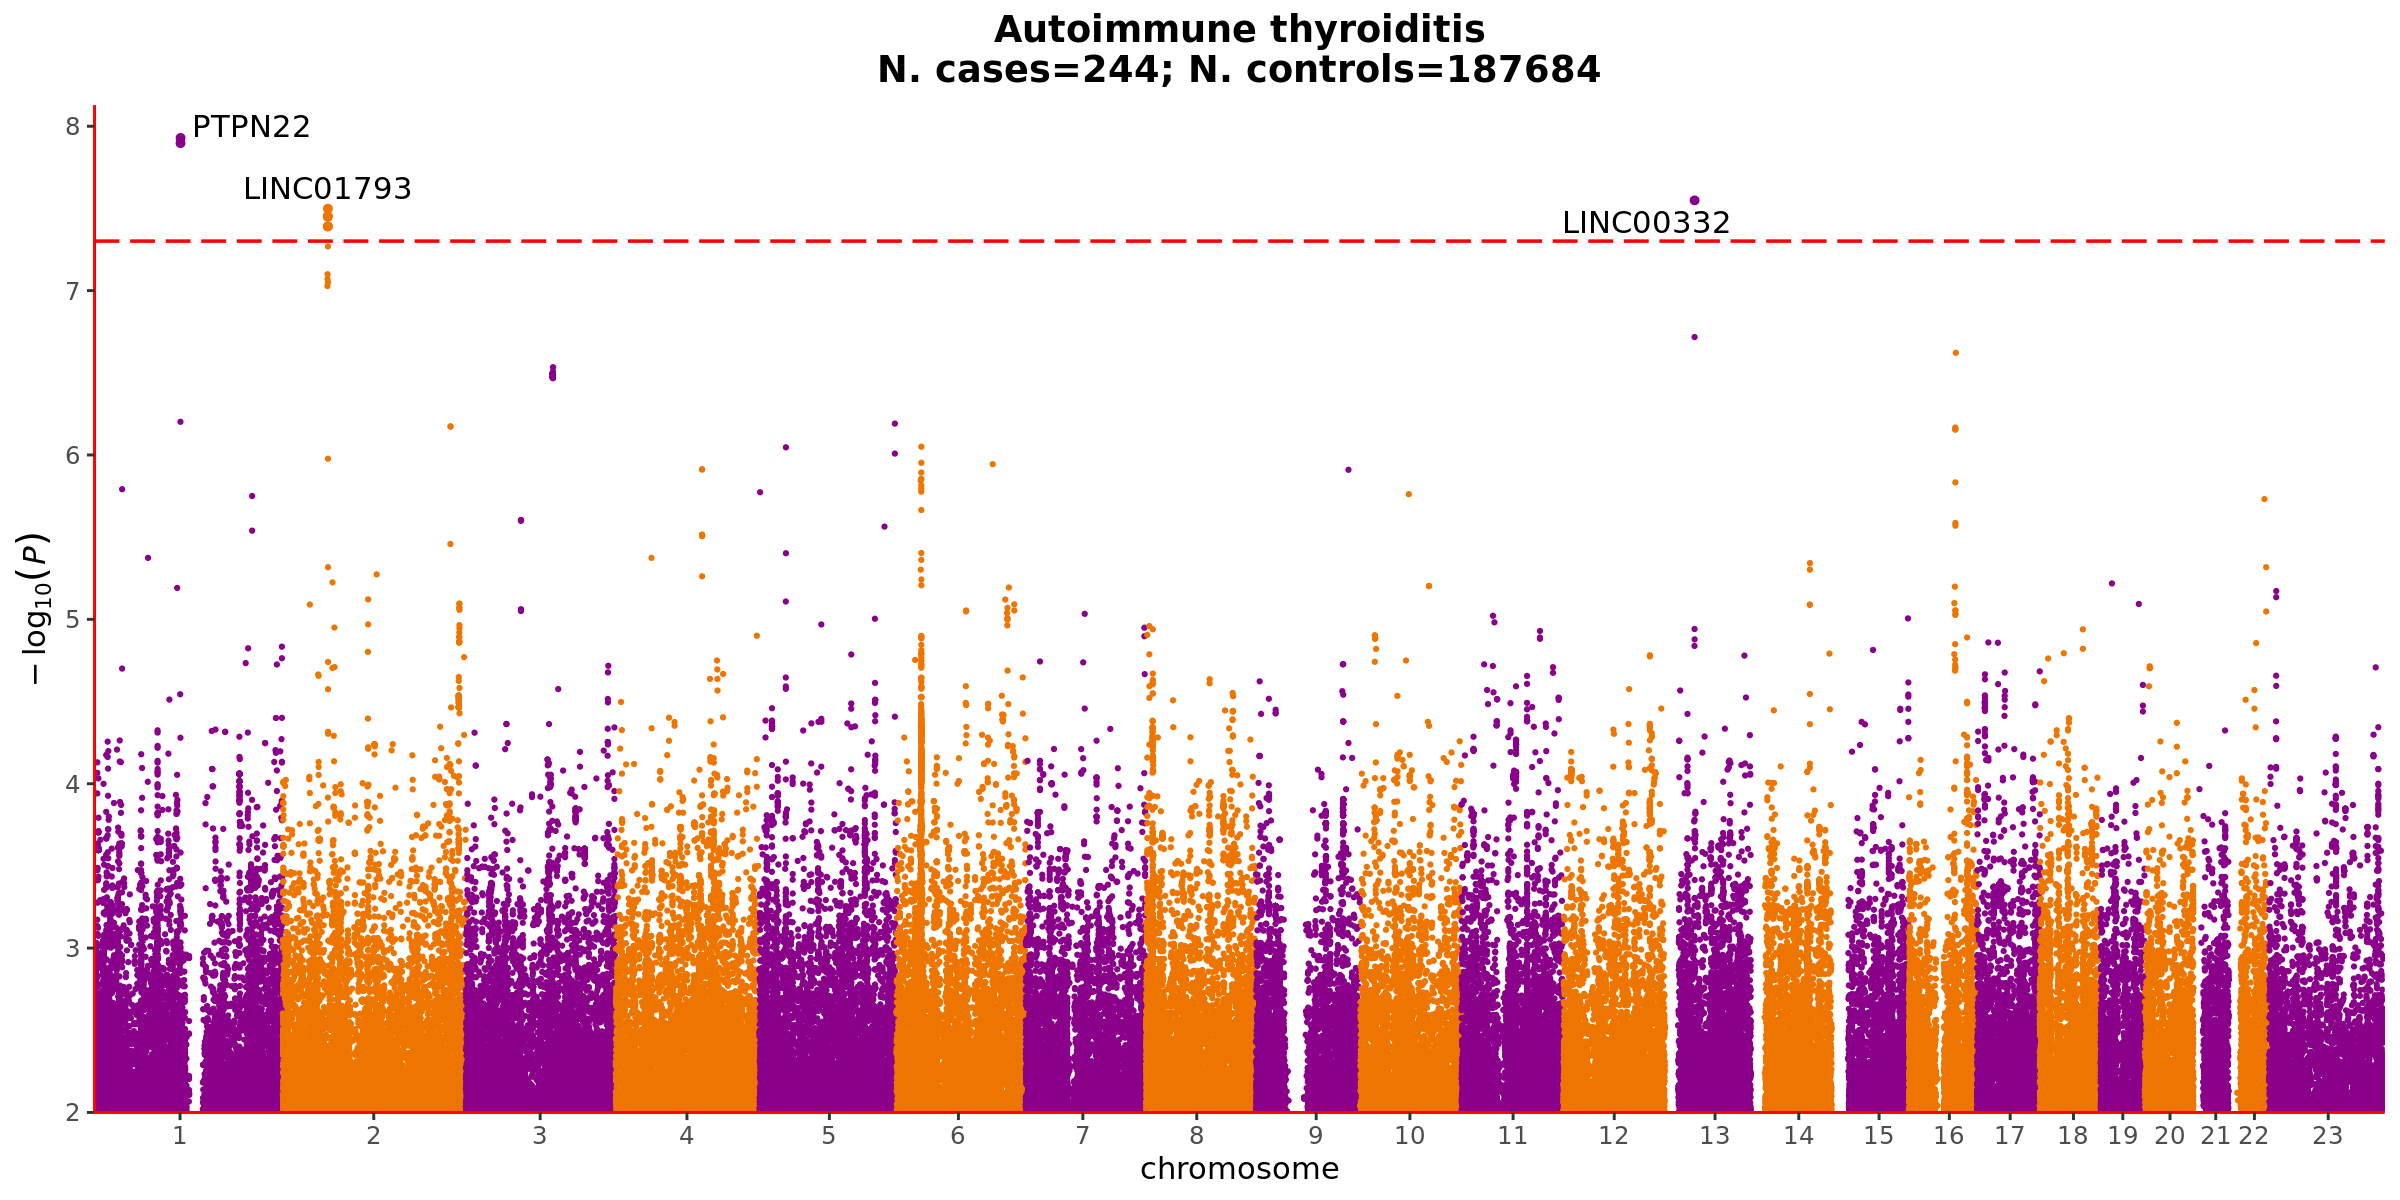 Autoimmune thyroiditis
N. cases=244; N. controls=187684
PTPN22
LINC01793
LINC00332
8
7
6
5
4
3
2
−log10(P)
1 2 3 4 5 6 7 8 9 10 11 12 13 14 15 16 17 18 19 20 21 22 23
chromosome